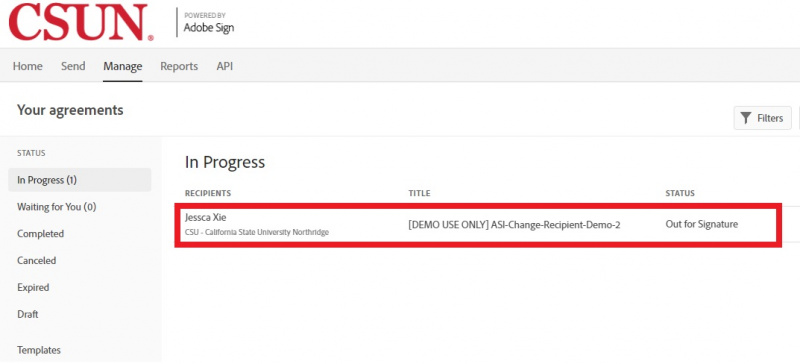 CSUN®
POWERED BY
Adobe Sign
Home Send Manage Reports API
Your agreements
Filters
STATUS
In Progress (1)
Waiting for You (0)
Completed
Canceled
Expired
Draft
Templates
In Progress
RECIPIENTS TITLE STATUS
Jessca Xie
CSU - California State University Northridge
[DEMO USE ONLY] ASI-Change-Recipient-Demo-2
Out for Signature